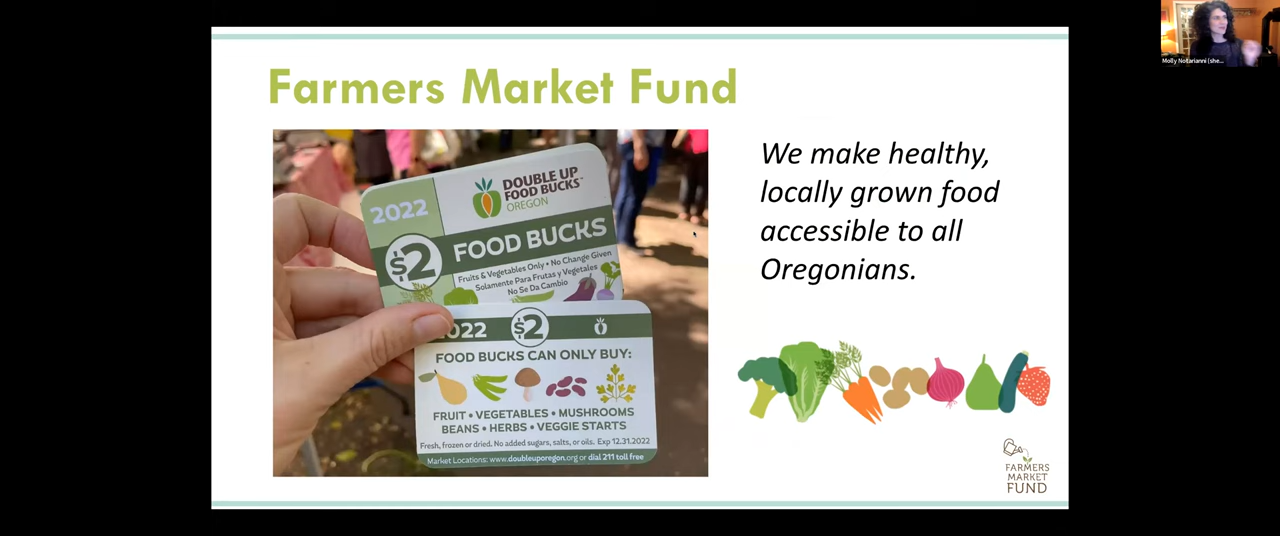 Farmers Market Fund
2022
DOUBLE UP
FOOD BUCKS
OREGON
$2
FOOD BUCKS
Fruits & Vegetables Only • No Change Given
Solamente Para Frutas y Vegetales
No Se Da Cambio
2022
$2
FOOD BUCKS CAN ONLY BUY:
FRUIT • VEGETABLES • MUSHROOMS
BEANS • HERBS • VEGGIE STARTS
Fresh, frozen or dried. No added sugars, salts, or oils. Exp 12.31.2022
Market Locations: www.doubleuporegon.org or dial 211 toll free
We make healthy,
locally grown food
accessible to all
Oregonians.
FARMERS
MARKET
FUND
Molly Notarianni (she...